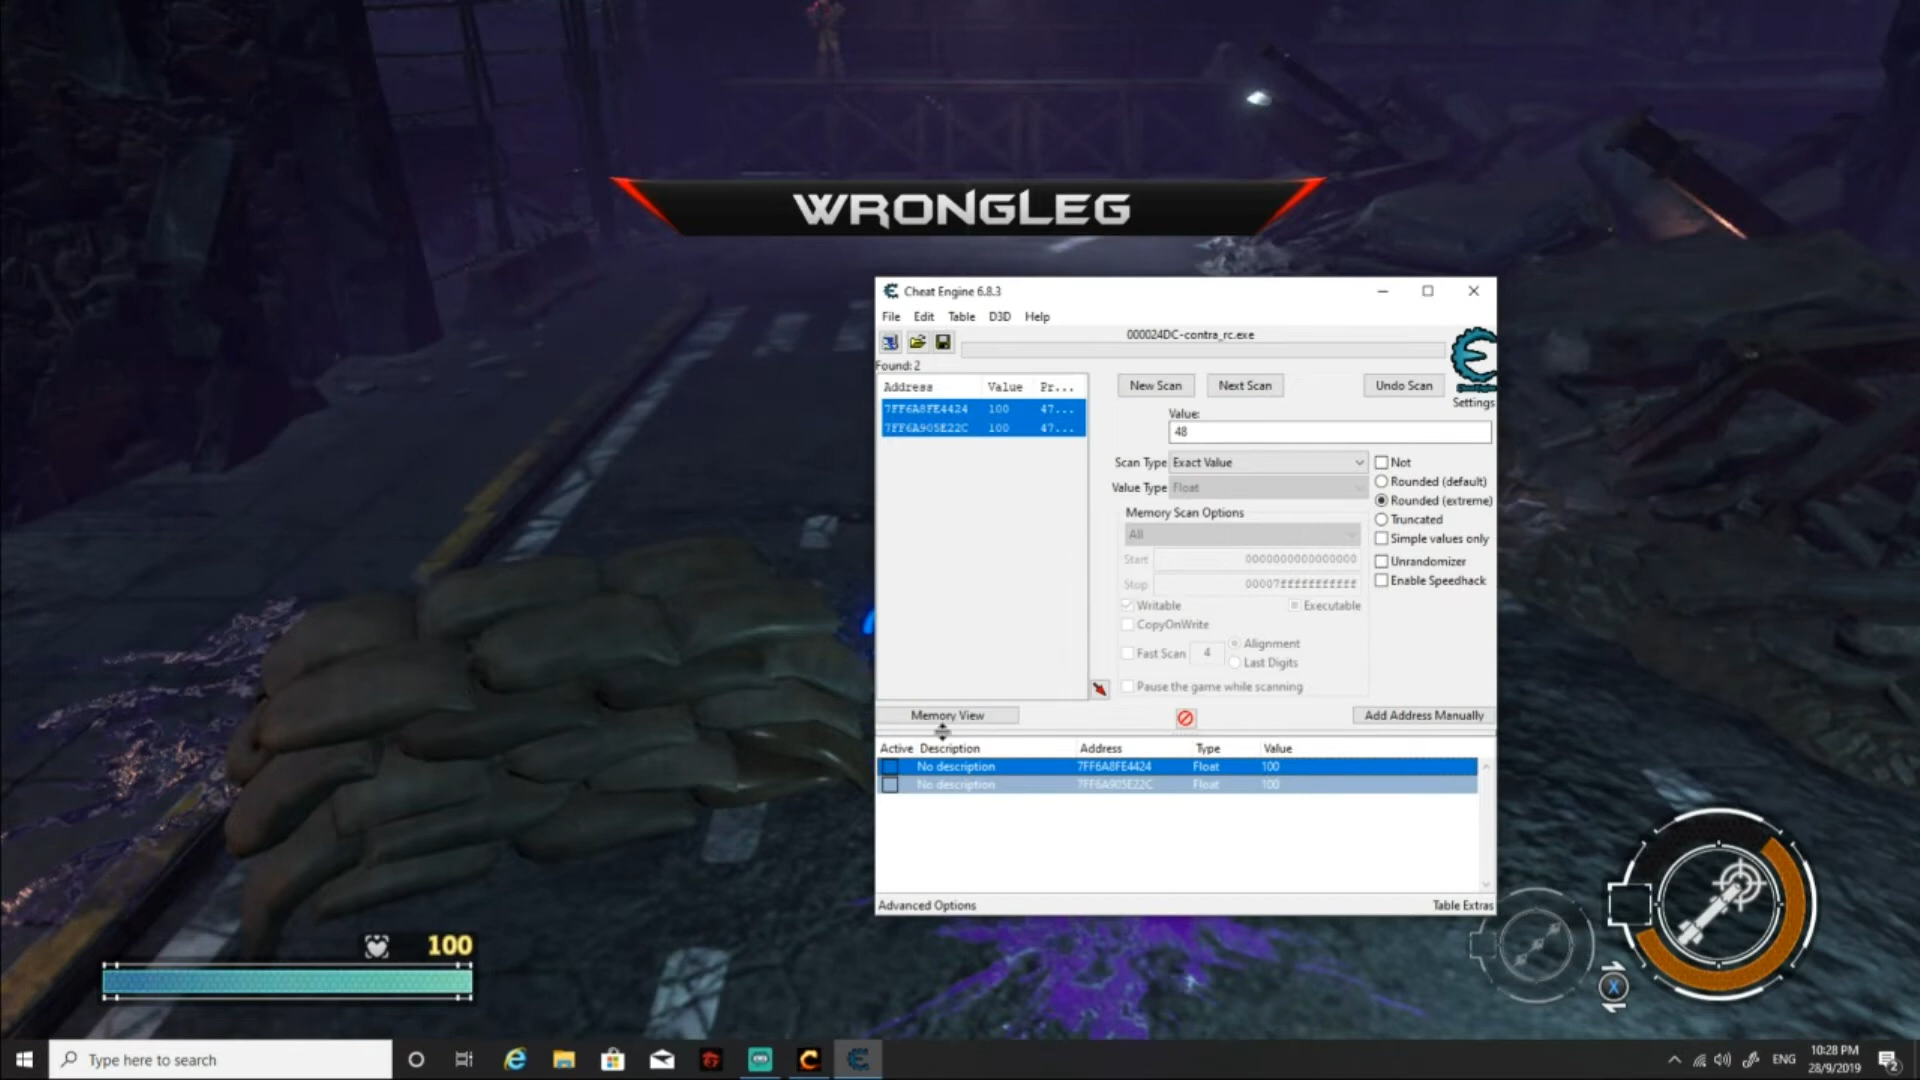 WRONGLEG
Cheat Engine 6.8.3
File Edit Table D3D Help
000024DC-contra_rc.exe
Found: 2
Address Value Pr...
7FF6A8FE4424 100 47...
7FF6A905E22C 100 47...
New Scan Next Scan Undo Scan
Cheat Engine
Settings
Value:
48
Scan Type Exact Value
Value Type Float
Not
Rounded (default)
Rounded (extreme)
Truncated
Simple values only
Unrandomizer
Enable Speedhack
Memory Scan Options
All
Start 0000000000000000
Stop 00007fffffffffff
Writable Executable
CopyOnWrite
Fast Scan 4 Alignment
Last Digits
Pause the game while scanning
Memory View Add Address Manually
Active Description Address Type Value
No description 7FF6A8FE4424 Float 100
No description 7FF6A905E22C Float 100
Advanced Options Table Extras
100
X
Type here to search
ENG
10:28 PM
28/9/2019
2